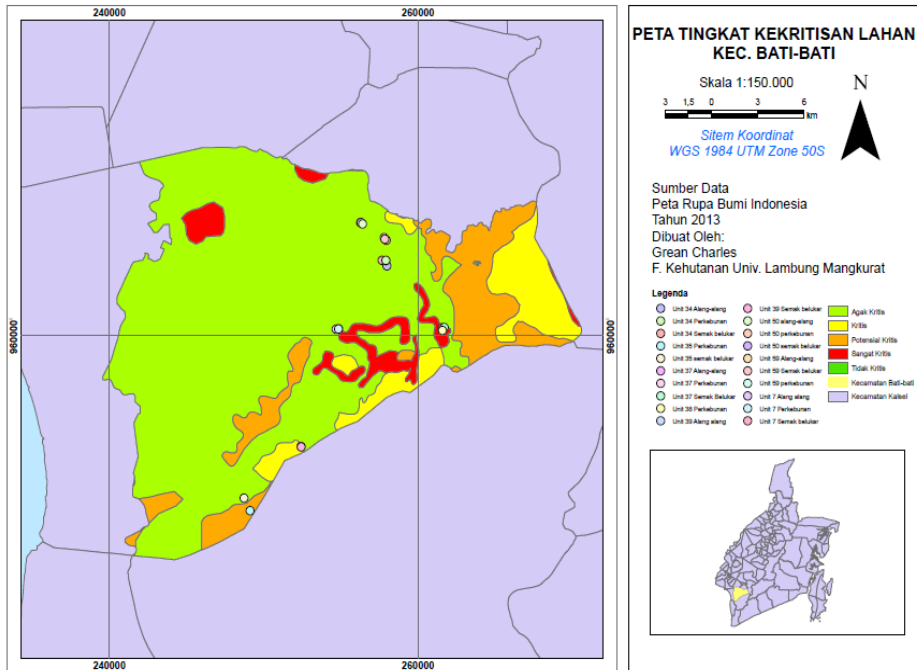 240000
260000
960000
960000
240000
260000
PETA TINGKAT KEKRITISAN LAHAN
KEC. BATI-BATI
Skala 1:150.000
N
3 1,5 0 3 6
km
Sitem Koordinat
WGS 1984 UTM Zone 50S
Sumber Data
Peta Rupa Bumi Indonesia
Tahun 2013
Dibuat Oleh:
Grean Charles
F. Kehutanan Univ. Lambung Mangkurat
Legenda
Unit 34 Alang-alang
Unit 34 Perkebunan
Unit 34 Semak belukar
Unit 35 Perkebunan
Unit 35 semak belukar
Unit 37 Alang-alang
Unit 37 Perkebunan
Unit 37 Semak Belukar
Unit 38 Perkebunan
Unit 39 Alang alang
Unit 39 Semak belukar
Unit 50 alang-alang
Unit 50 perkebunan
Unit 50 semak belukar
Unit 59 Alang-alang
Unit 59 Semak belukar
Unit 59 perkebunan
Unit 7 Alang alang
Unit 7 Perkebunan
Unit 7 Semak belukar
Agak Kritis
Kritis
Potensial Kritis
Sangat Kritis
Tidak Kritis
Kecamatan Bati-bati
Kecamatan Kalsel